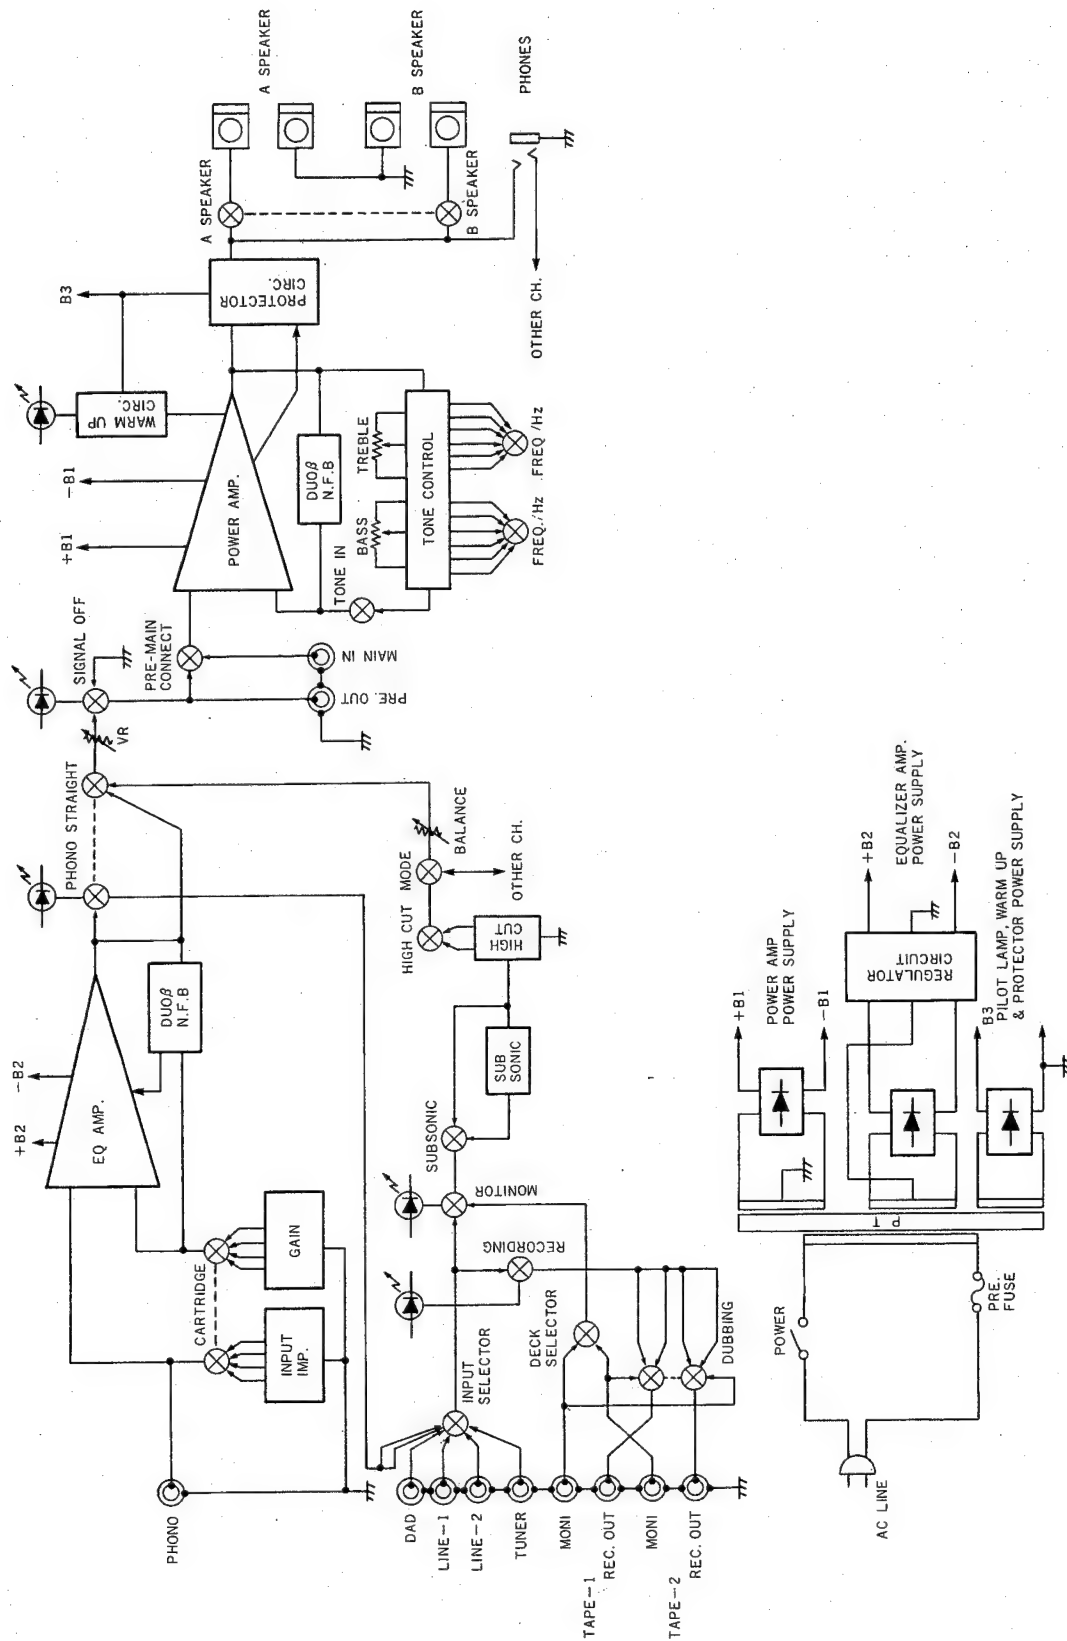 PHONO
INPUT
IMP.
CARTRIDGE
GAIN
EQ AMP.
+B2
−B2
DUOβ
N.F.B
PHONO STRAIGHT
VR
SIGNAL OFF
PRE-MAIN
CONNECT
PRE. OUT
MAIN IN
+B1
−B1
POWER AMP.
WARM UP
CIRC.
B3
DUOβ
N.F.B
TONE IN
BASS
TREBLE
TONE CONTROL
FREQ./Hz
FREQ /Hz
PROTECTOR
CIRC.
A SPEAKER
B SPEAKER
A SPEAKER
B SPEAKER
PHONES
OTHER CH.
DAD
LINE−1
LINE−2
TUNER
MONI
REC. OUT
TAPE−1
MONI
REC. OUT
TAPE−2
INPUT
SELECTOR
DECK
SELECTOR
RECORDING
DUBBING
MONITOR
SUBSONIC
SUB
SONIC
HIGH CUT
HIGH
CUT
MODE
BALANCE
OTHER CH.
AC LINE
POWER
PRE.
FUSE
P T
+B1
POWER AMP
POWER SUPPLY
−B1
REGULATOR
CIRCUIT
+B2
EQUALIZER AMP.
POWER SUPPLY
−B2
B3
PILOT LAMP, WARM UP
& PROTECTOR POWER SUPPLY